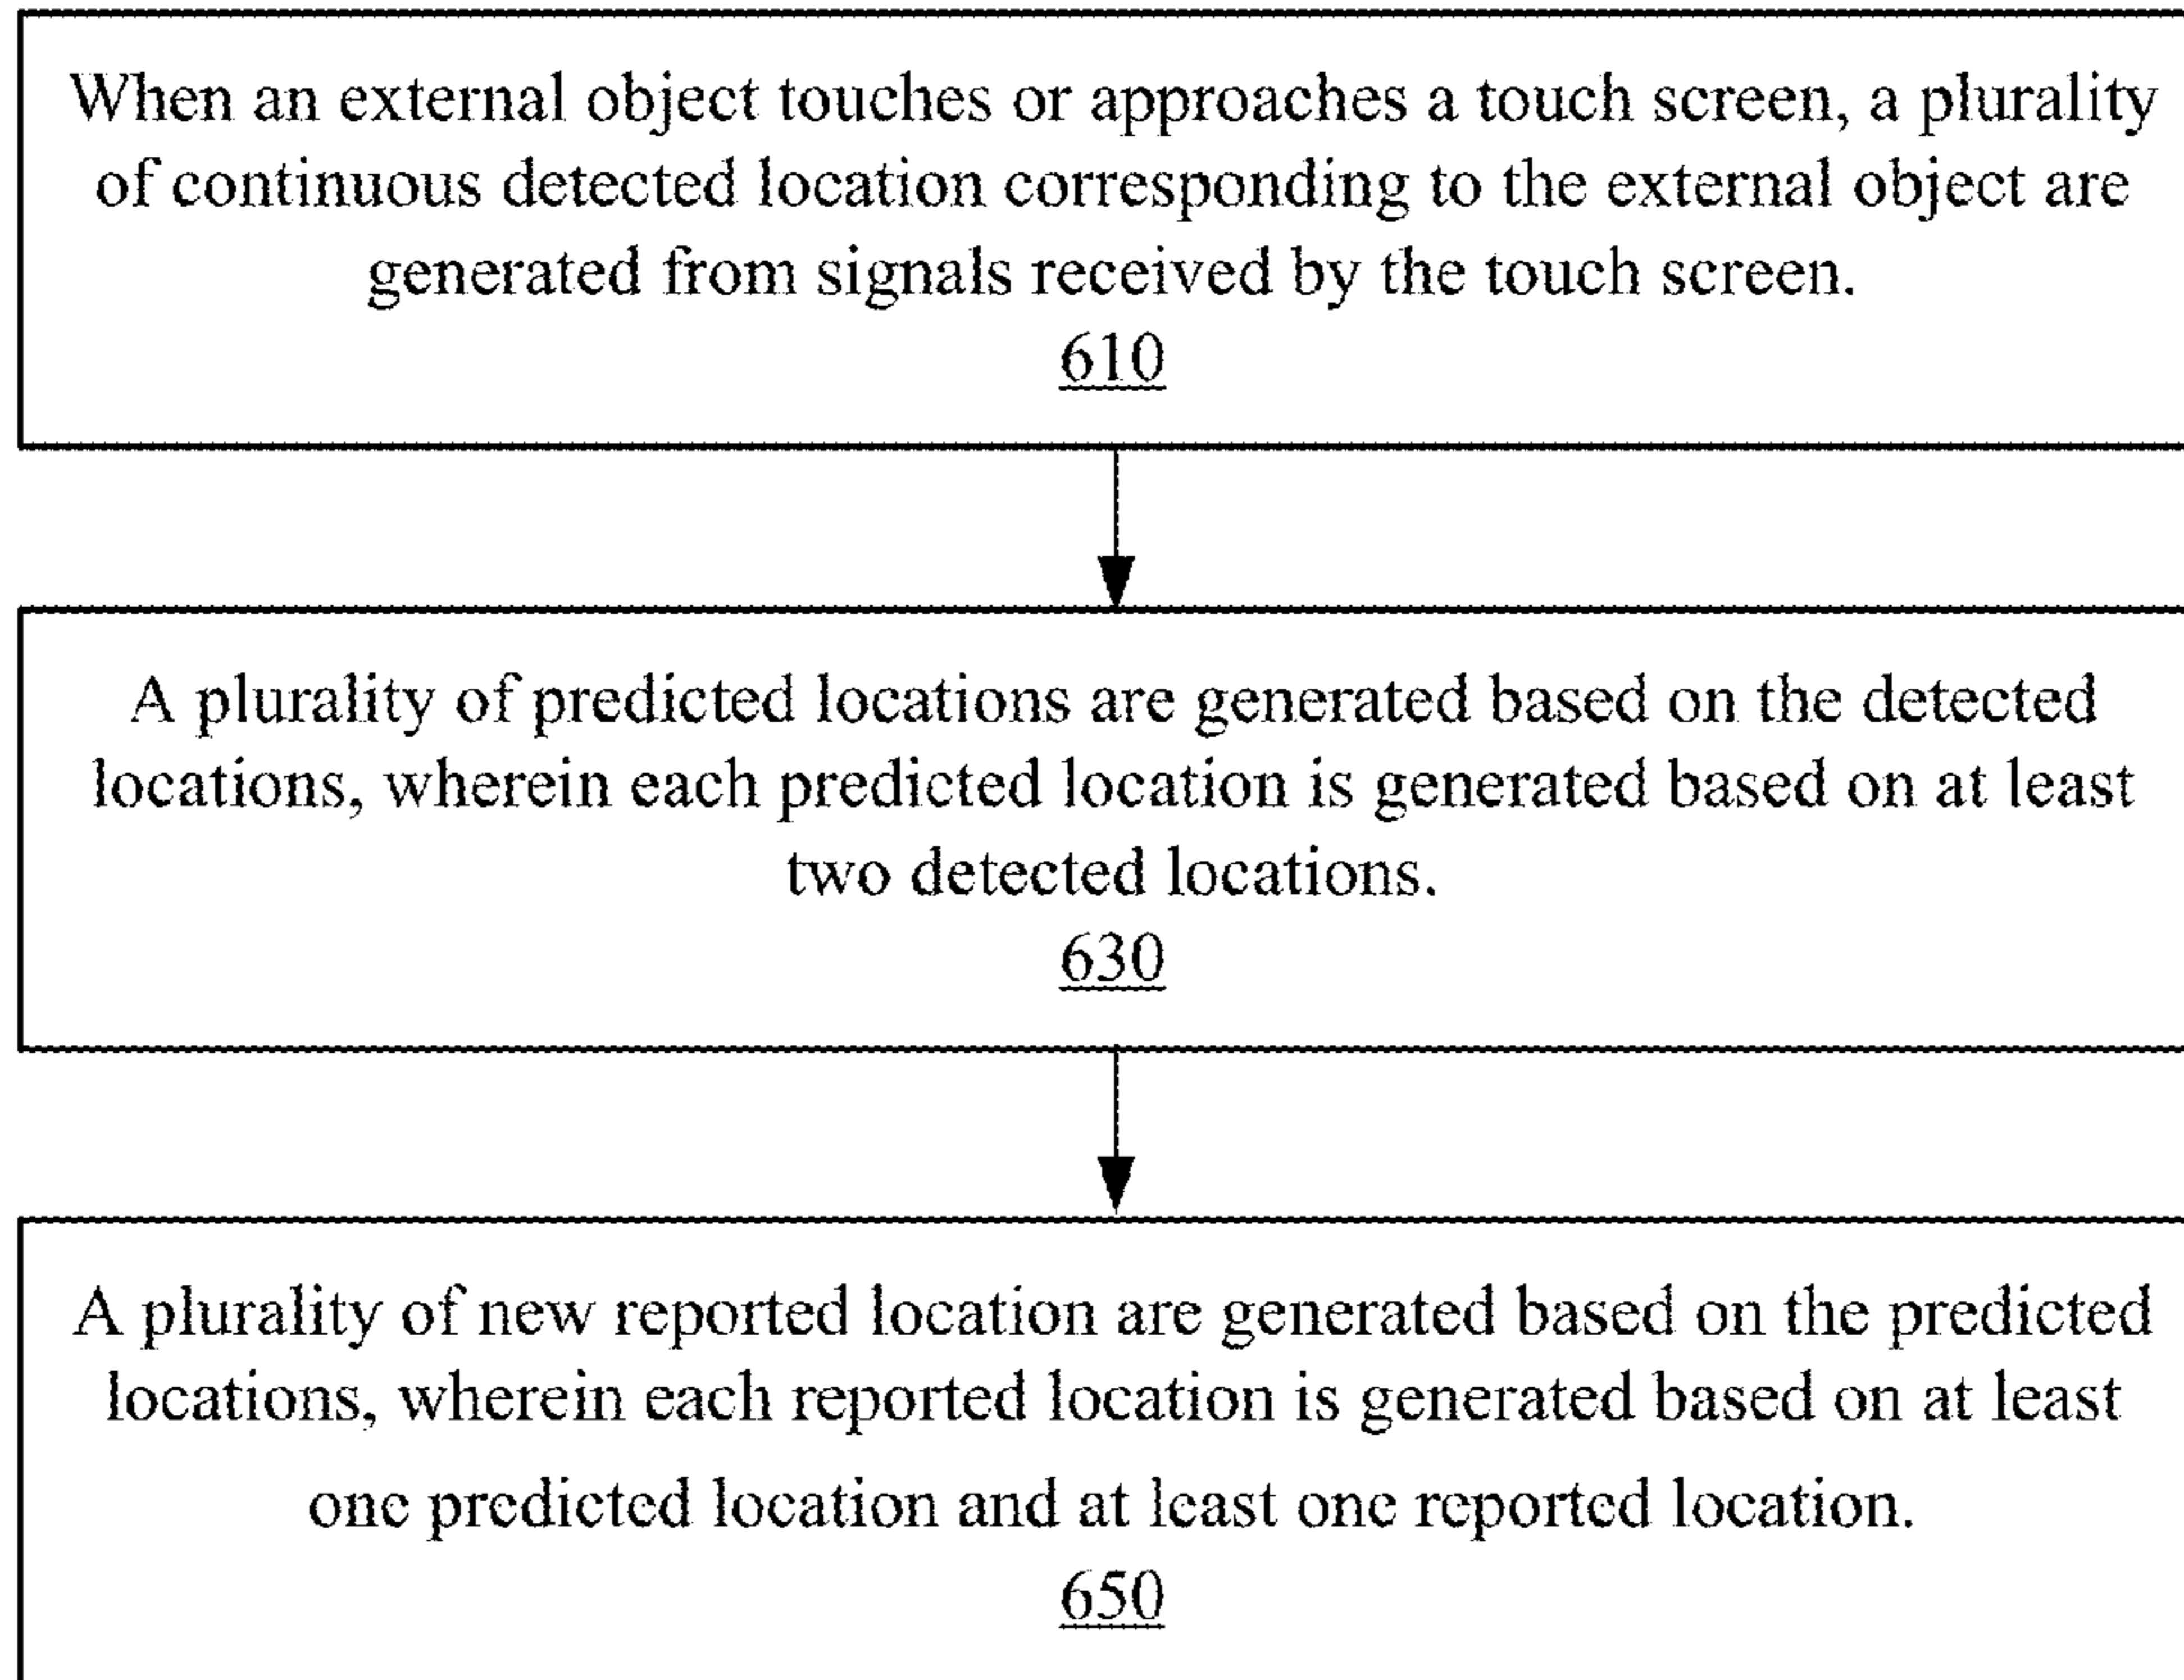 When an external object touches or approaches a touch screen, a plurality
of continuous detected location corresponding to the external object are
generated from signals received by the touch screen.
610
A plurality of predicted locations are generated based on the detected
locations, wherein each predicted location is generated based on at least
two detected locations.
630
A plurality of new reported location are generated based on the predicted
locations, wherein each reported location is generated based on at least
one predicted location and at least one reported location.
650